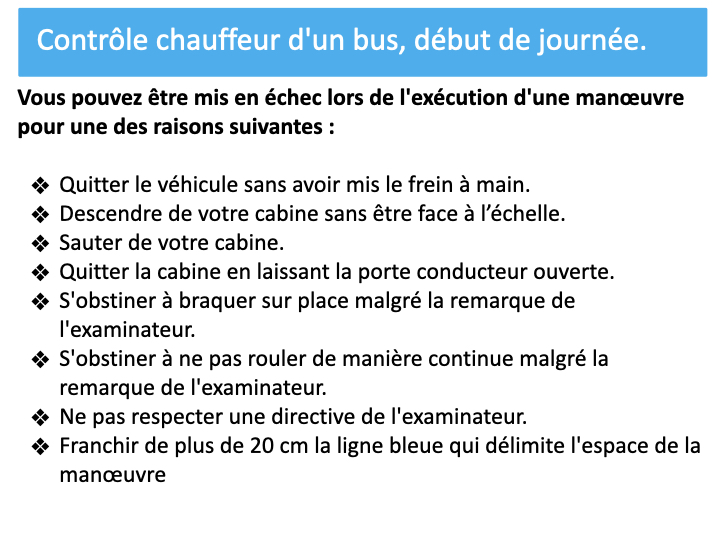 Contrôle chauffeur d'un bus, début de journée.
Vous pouvez être mis en échec lors de l'exécution d'une manœuvre
pour une des raisons suivantes :
❖ Quitter le véhicule sans avoir mis le frein à main.
❖ Descendre de votre cabine sans être face à l’échelle.
❖ Sauter de votre cabine.
❖ Quitter la cabine en laissant la porte conducteur ouverte.
❖ S'obstiner à braquer sur place malgré la remarque de
l'examinateur.
❖ S'obstiner à ne pas rouler de manière continue malgré la
remarque de l'examinateur.
❖ Ne pas respecter une directive de l'examinateur.
❖ Franchir de plus de 20 cm la ligne bleue qui délimite l'espace de la
manœuvre